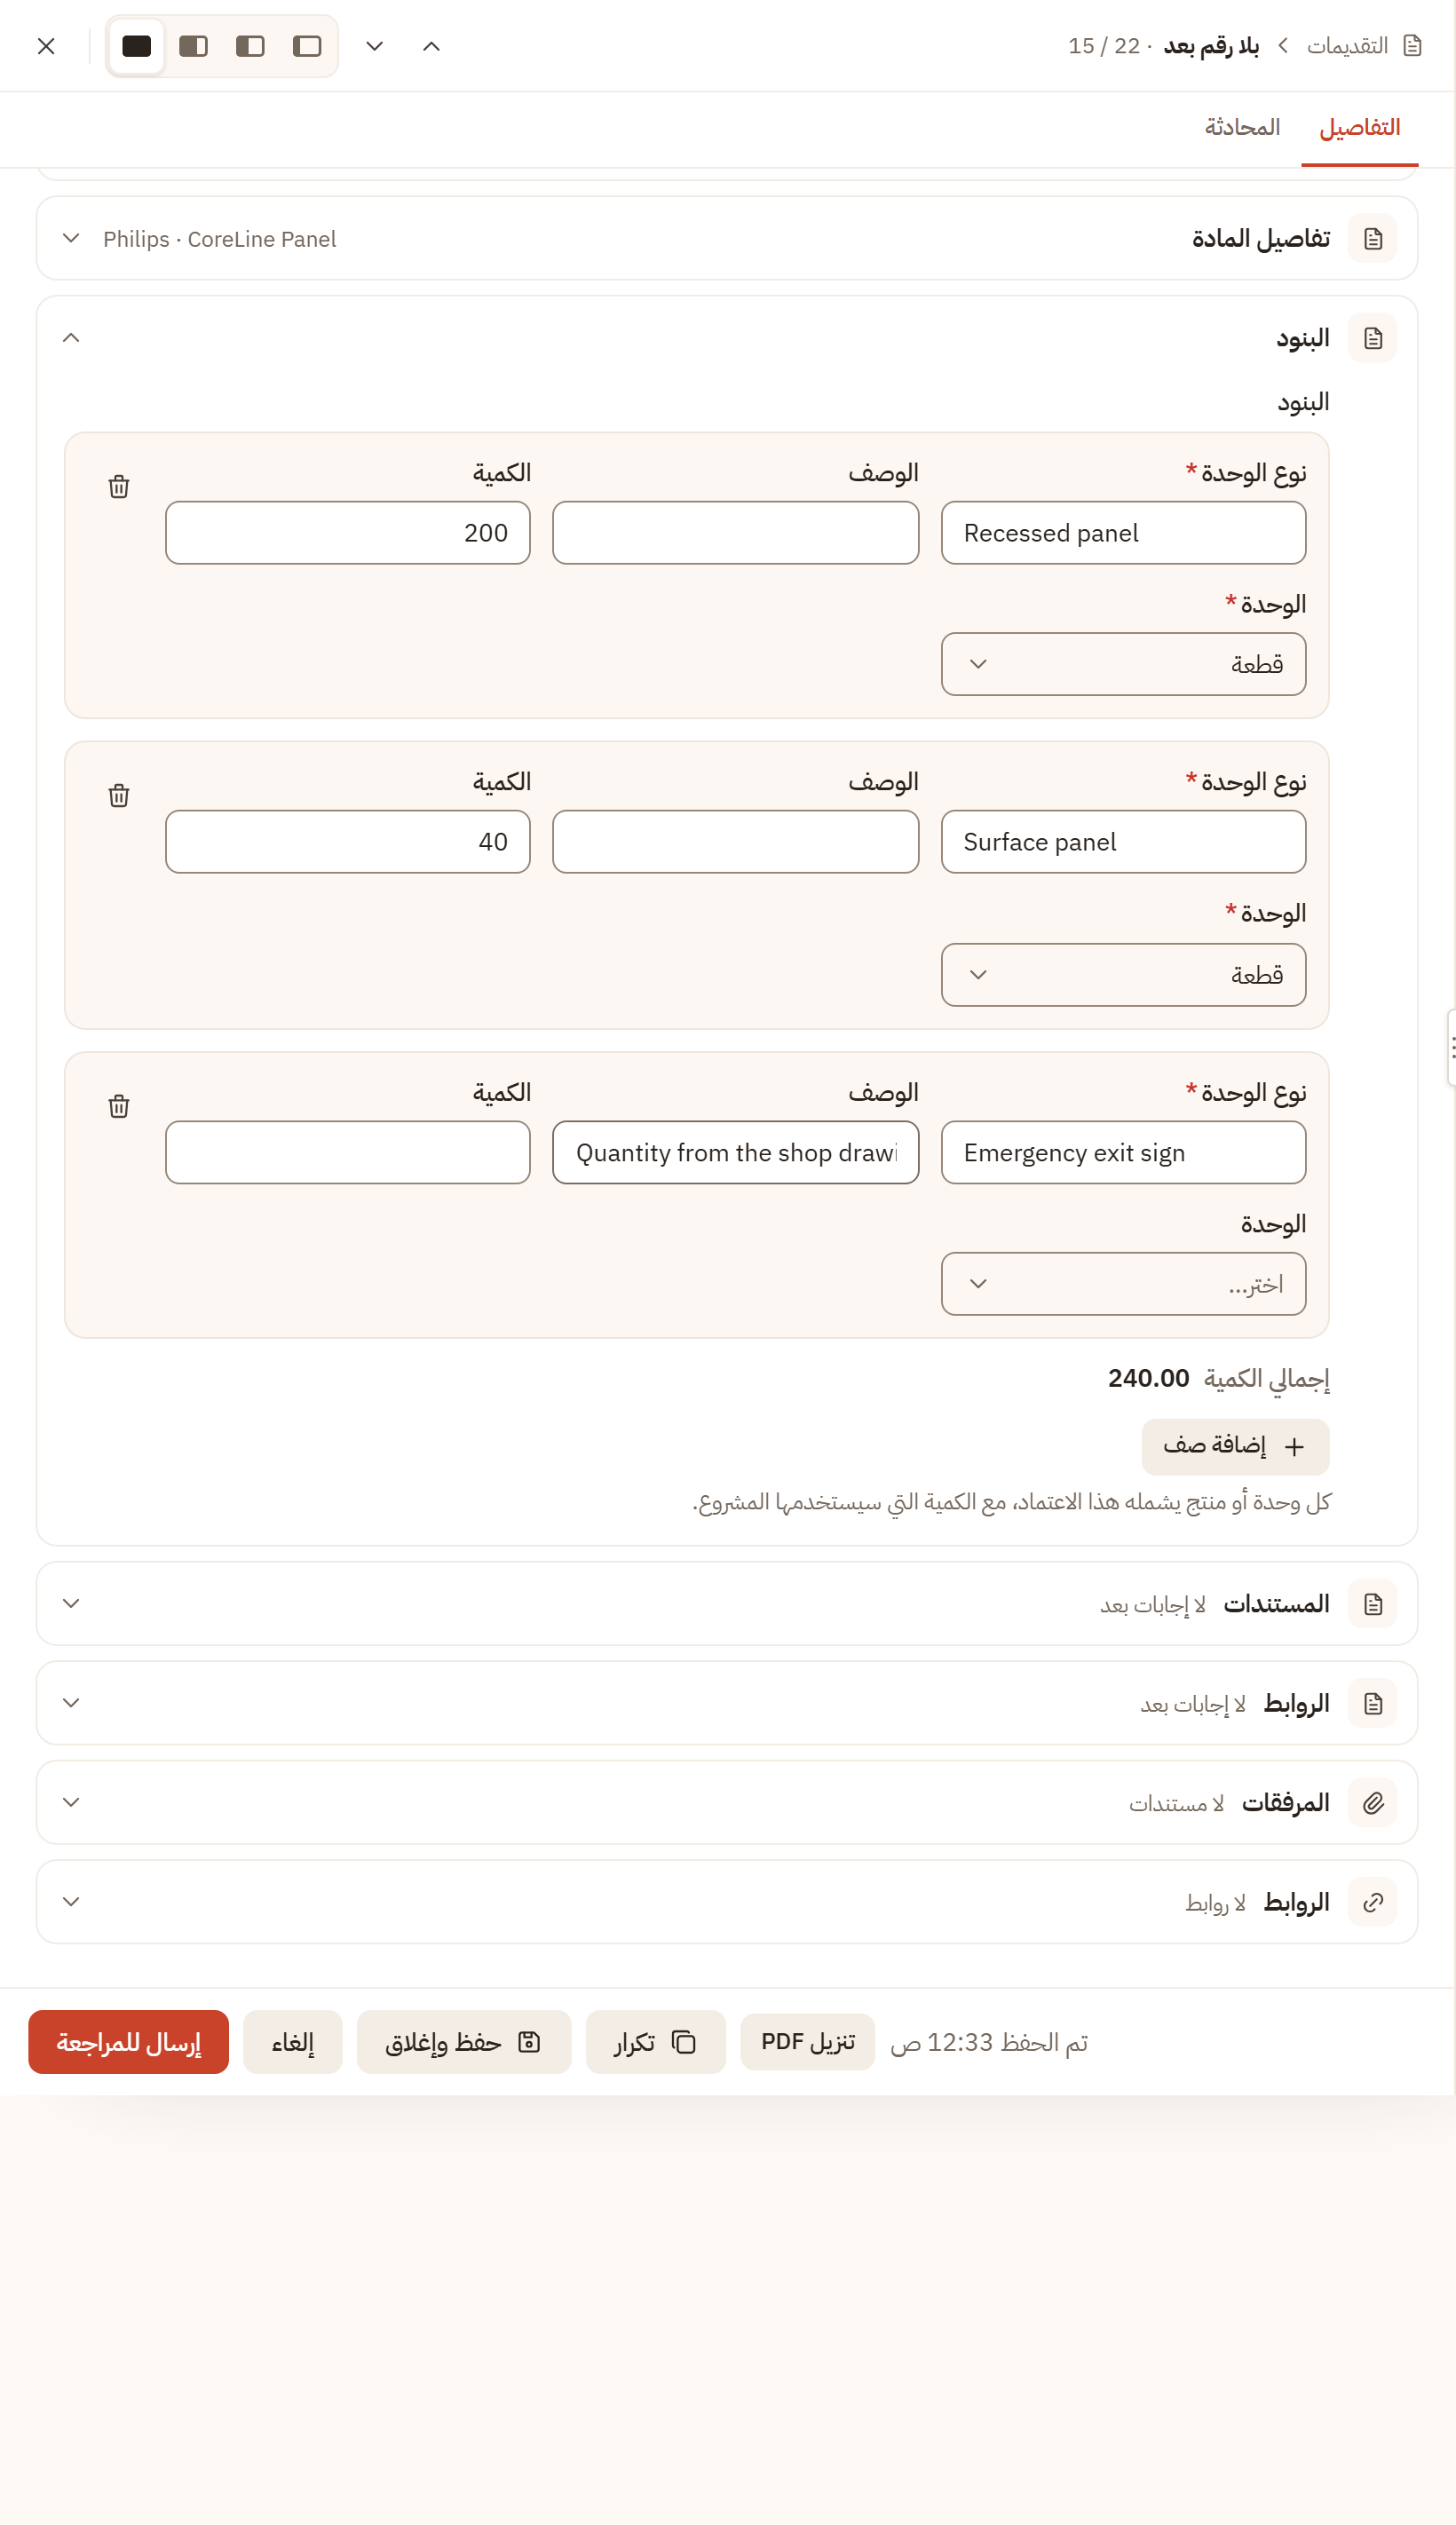 التقديمات > بلا رقم بعد · 15 / 22
التفاصيل
المحادثة
تفاصيل المادة
Philips · CoreLine Panel
البنود
البنود
نوع الوحدة * الوصف الكمية
Recessed panel 200
الوحدة *
قطعة
نوع الوحدة * الوصف الكمية
Surface panel 40
الوحدة *
قطعة
نوع الوحدة * الوصف الكمية
Emergency exit sign Quantity from the shop
الوحدة
اختر...
إجمالي الكمية 240.00
إضافة صف
كل وحدة أو منتج يشمله هذا الاعتماد، مع الكمية التي سيستخدمها المشروع.
المستندات لا إجابات بعد
الروابط لا إجابات بعد
المرفقات لا مستندات
الروابط لا روابط
تم الحفظ 12:33 ص
تنزيل PDF
تكرار
حفظ وإغلاق
إلغاء
إرسال للمراجعة